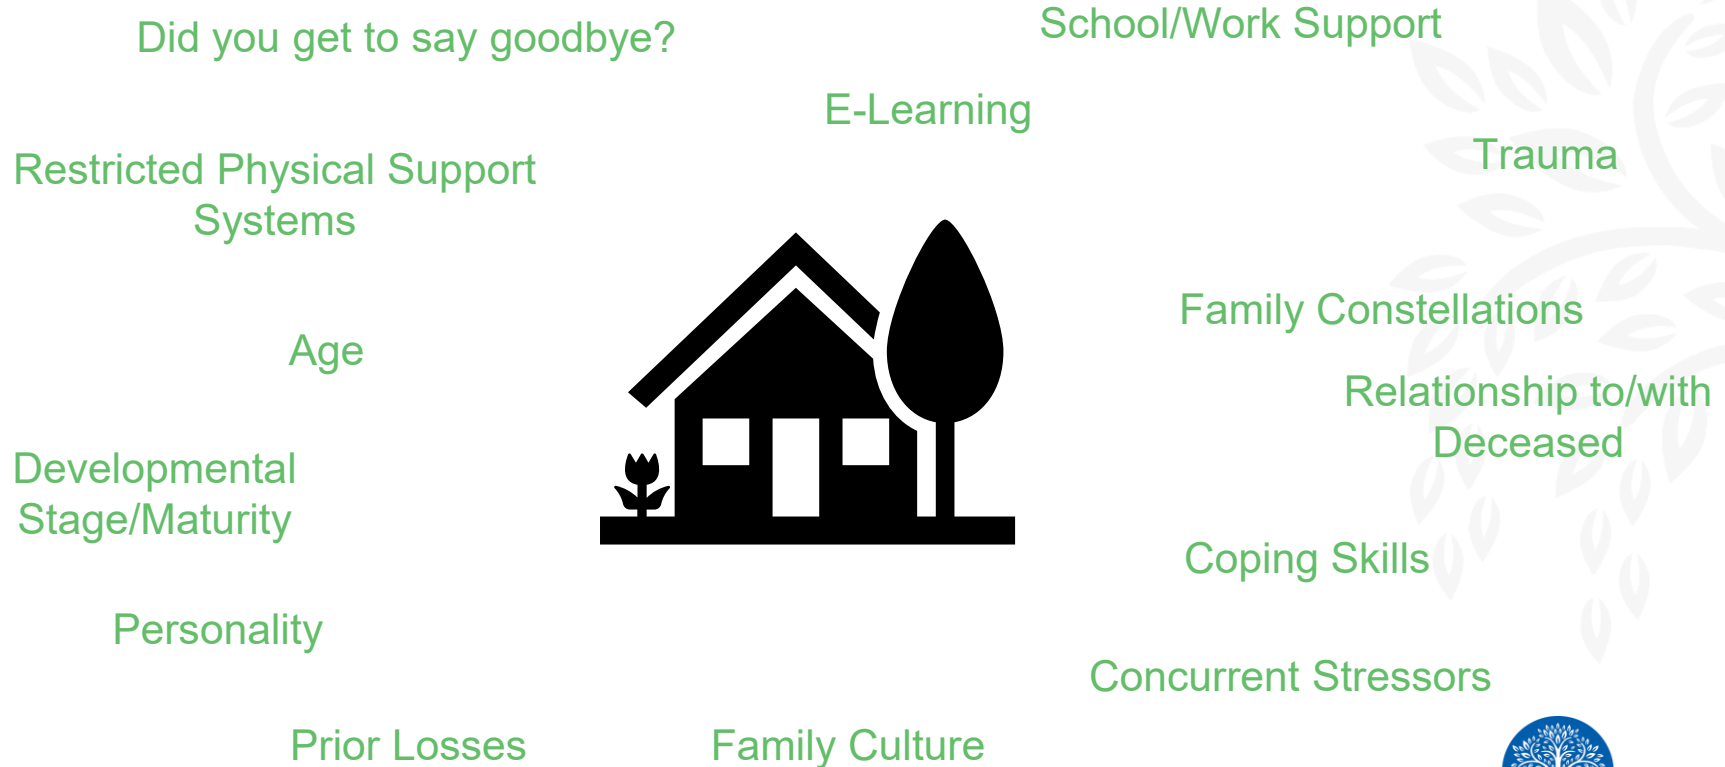 Did you get to say goodbye?
School/Work Support
E-Learning
Trauma
Restricted Physical Support
Systems
Family Constellations
Age
Relationship to/with
Deceased
Developmental
Stage/Maturity
Coping Skills
Personality
Concurrent Stressors
Prior Losses
Family Culture